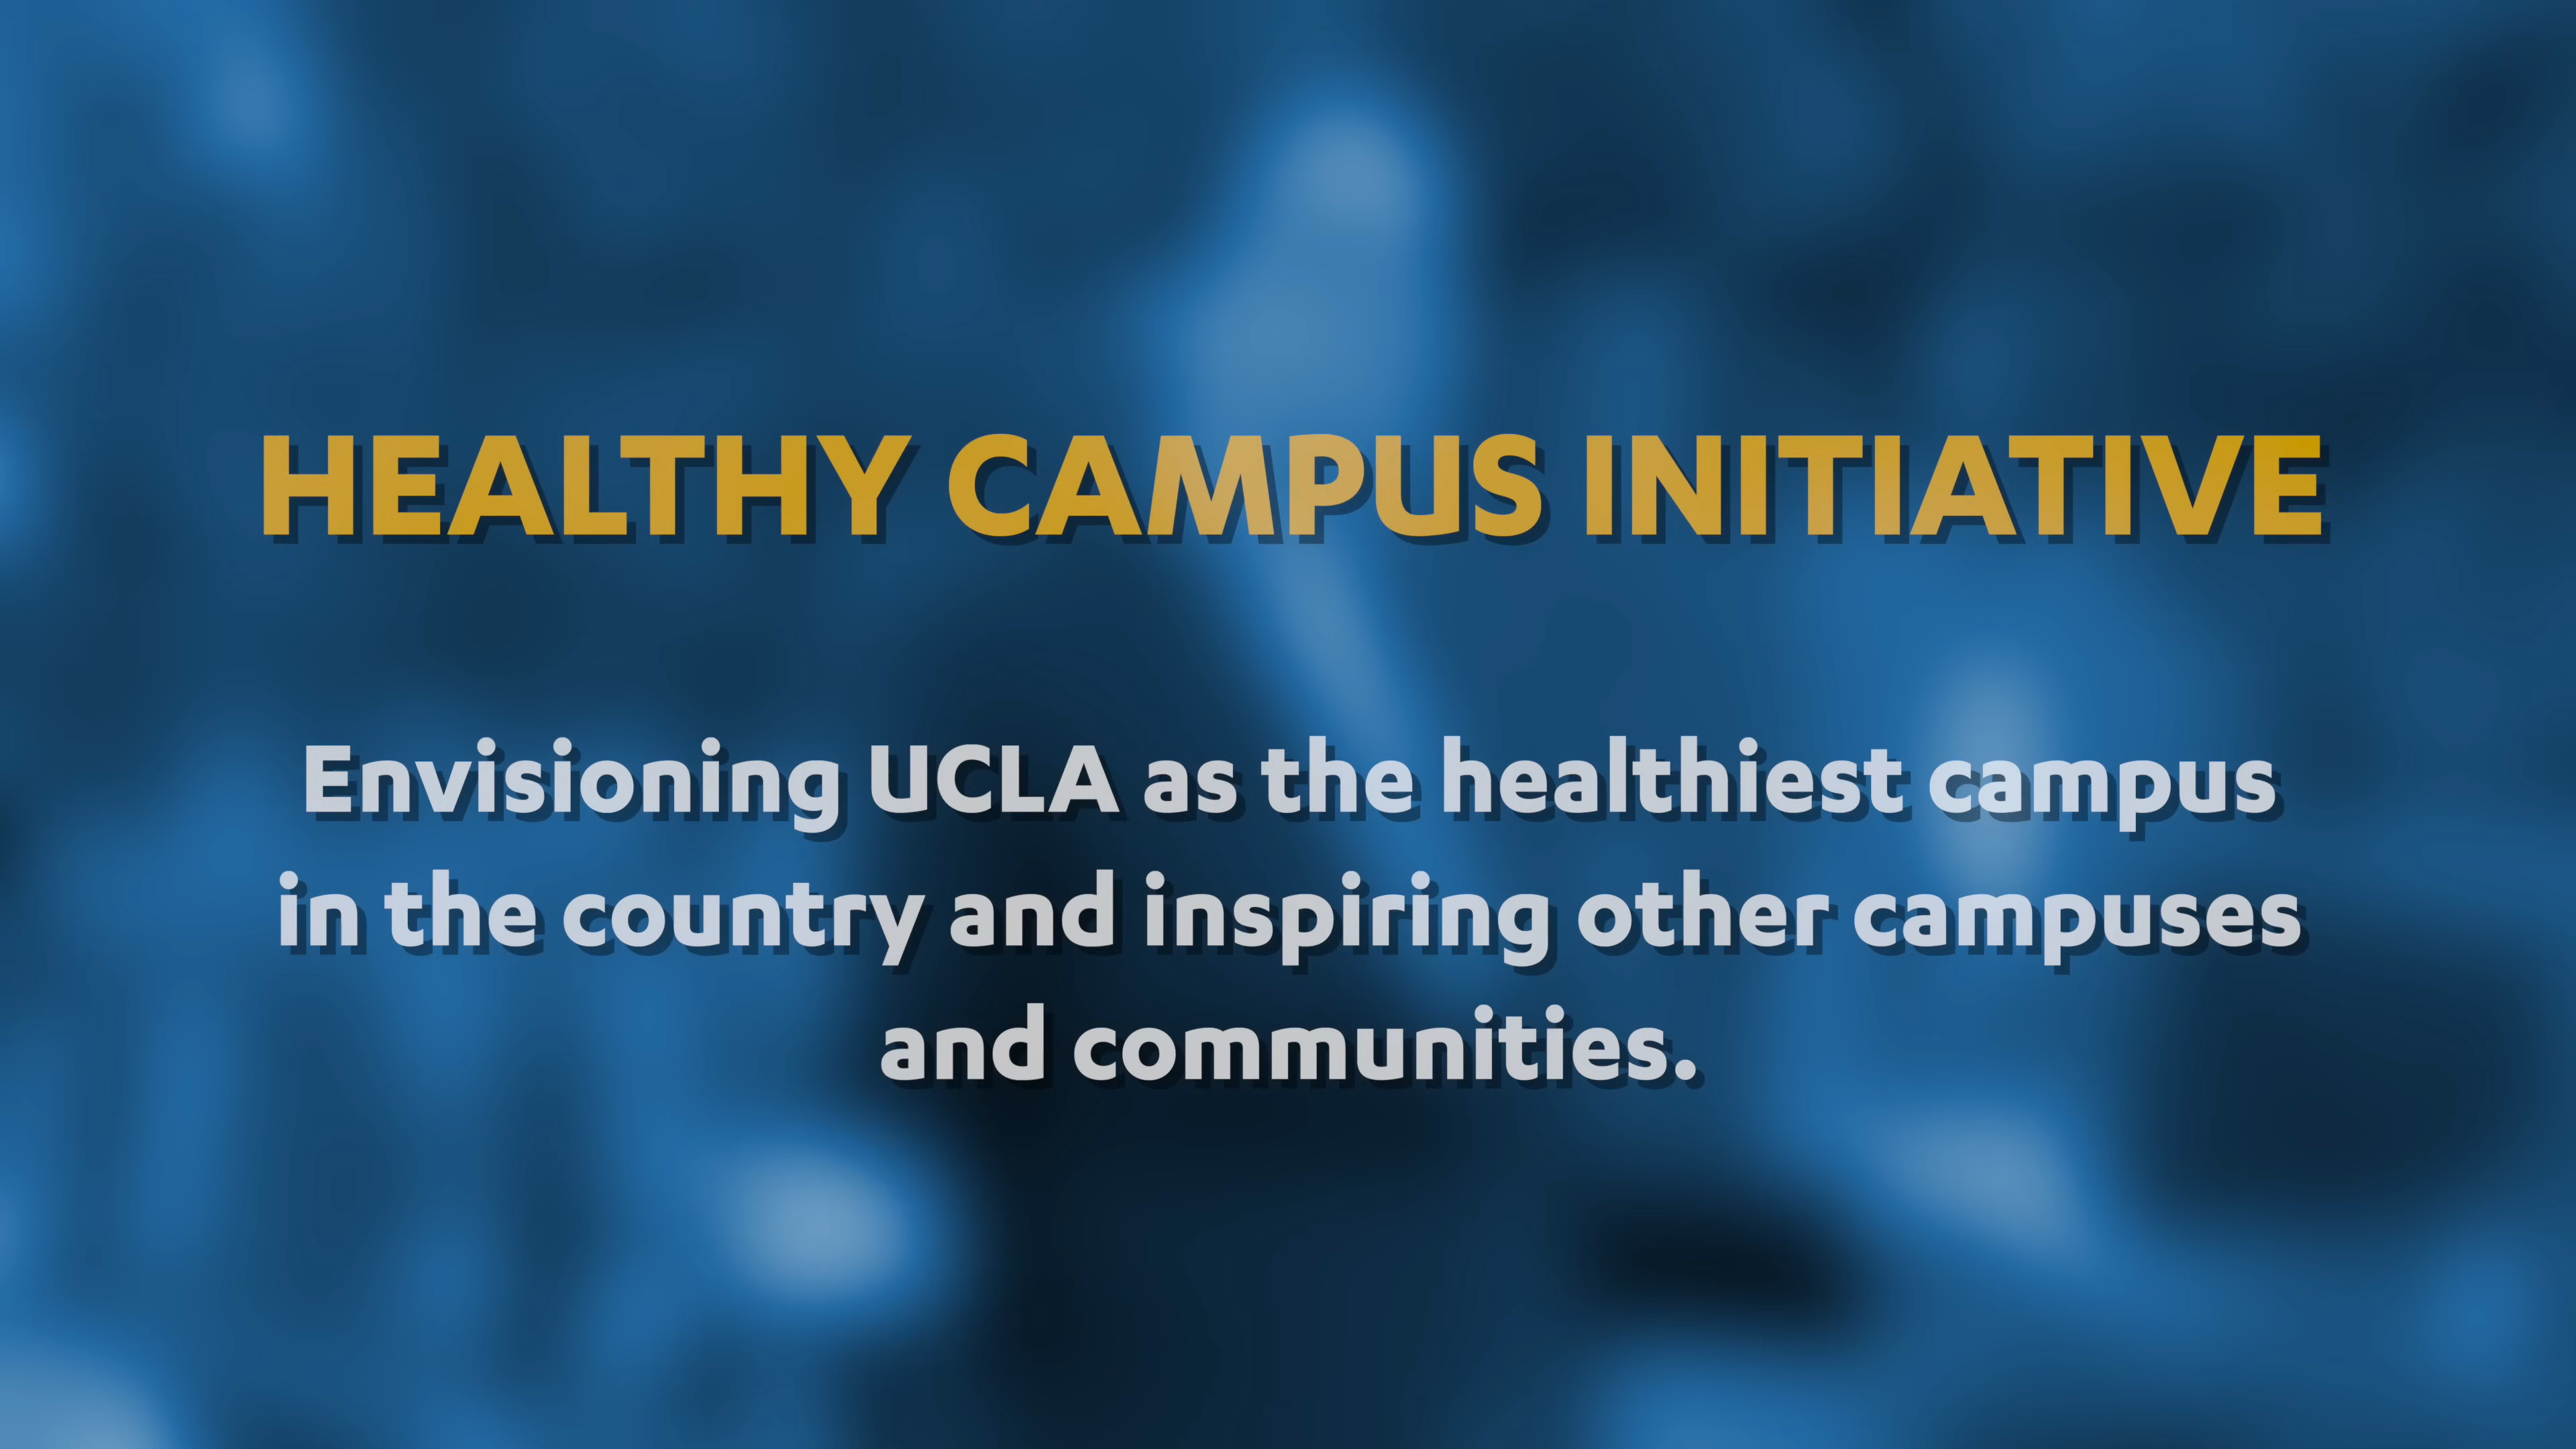 HEALTHY CAMPUS INITIATIVE
Envisioning UCLA as the healthiest campus
in the country and inspiring other campuses
and communities.